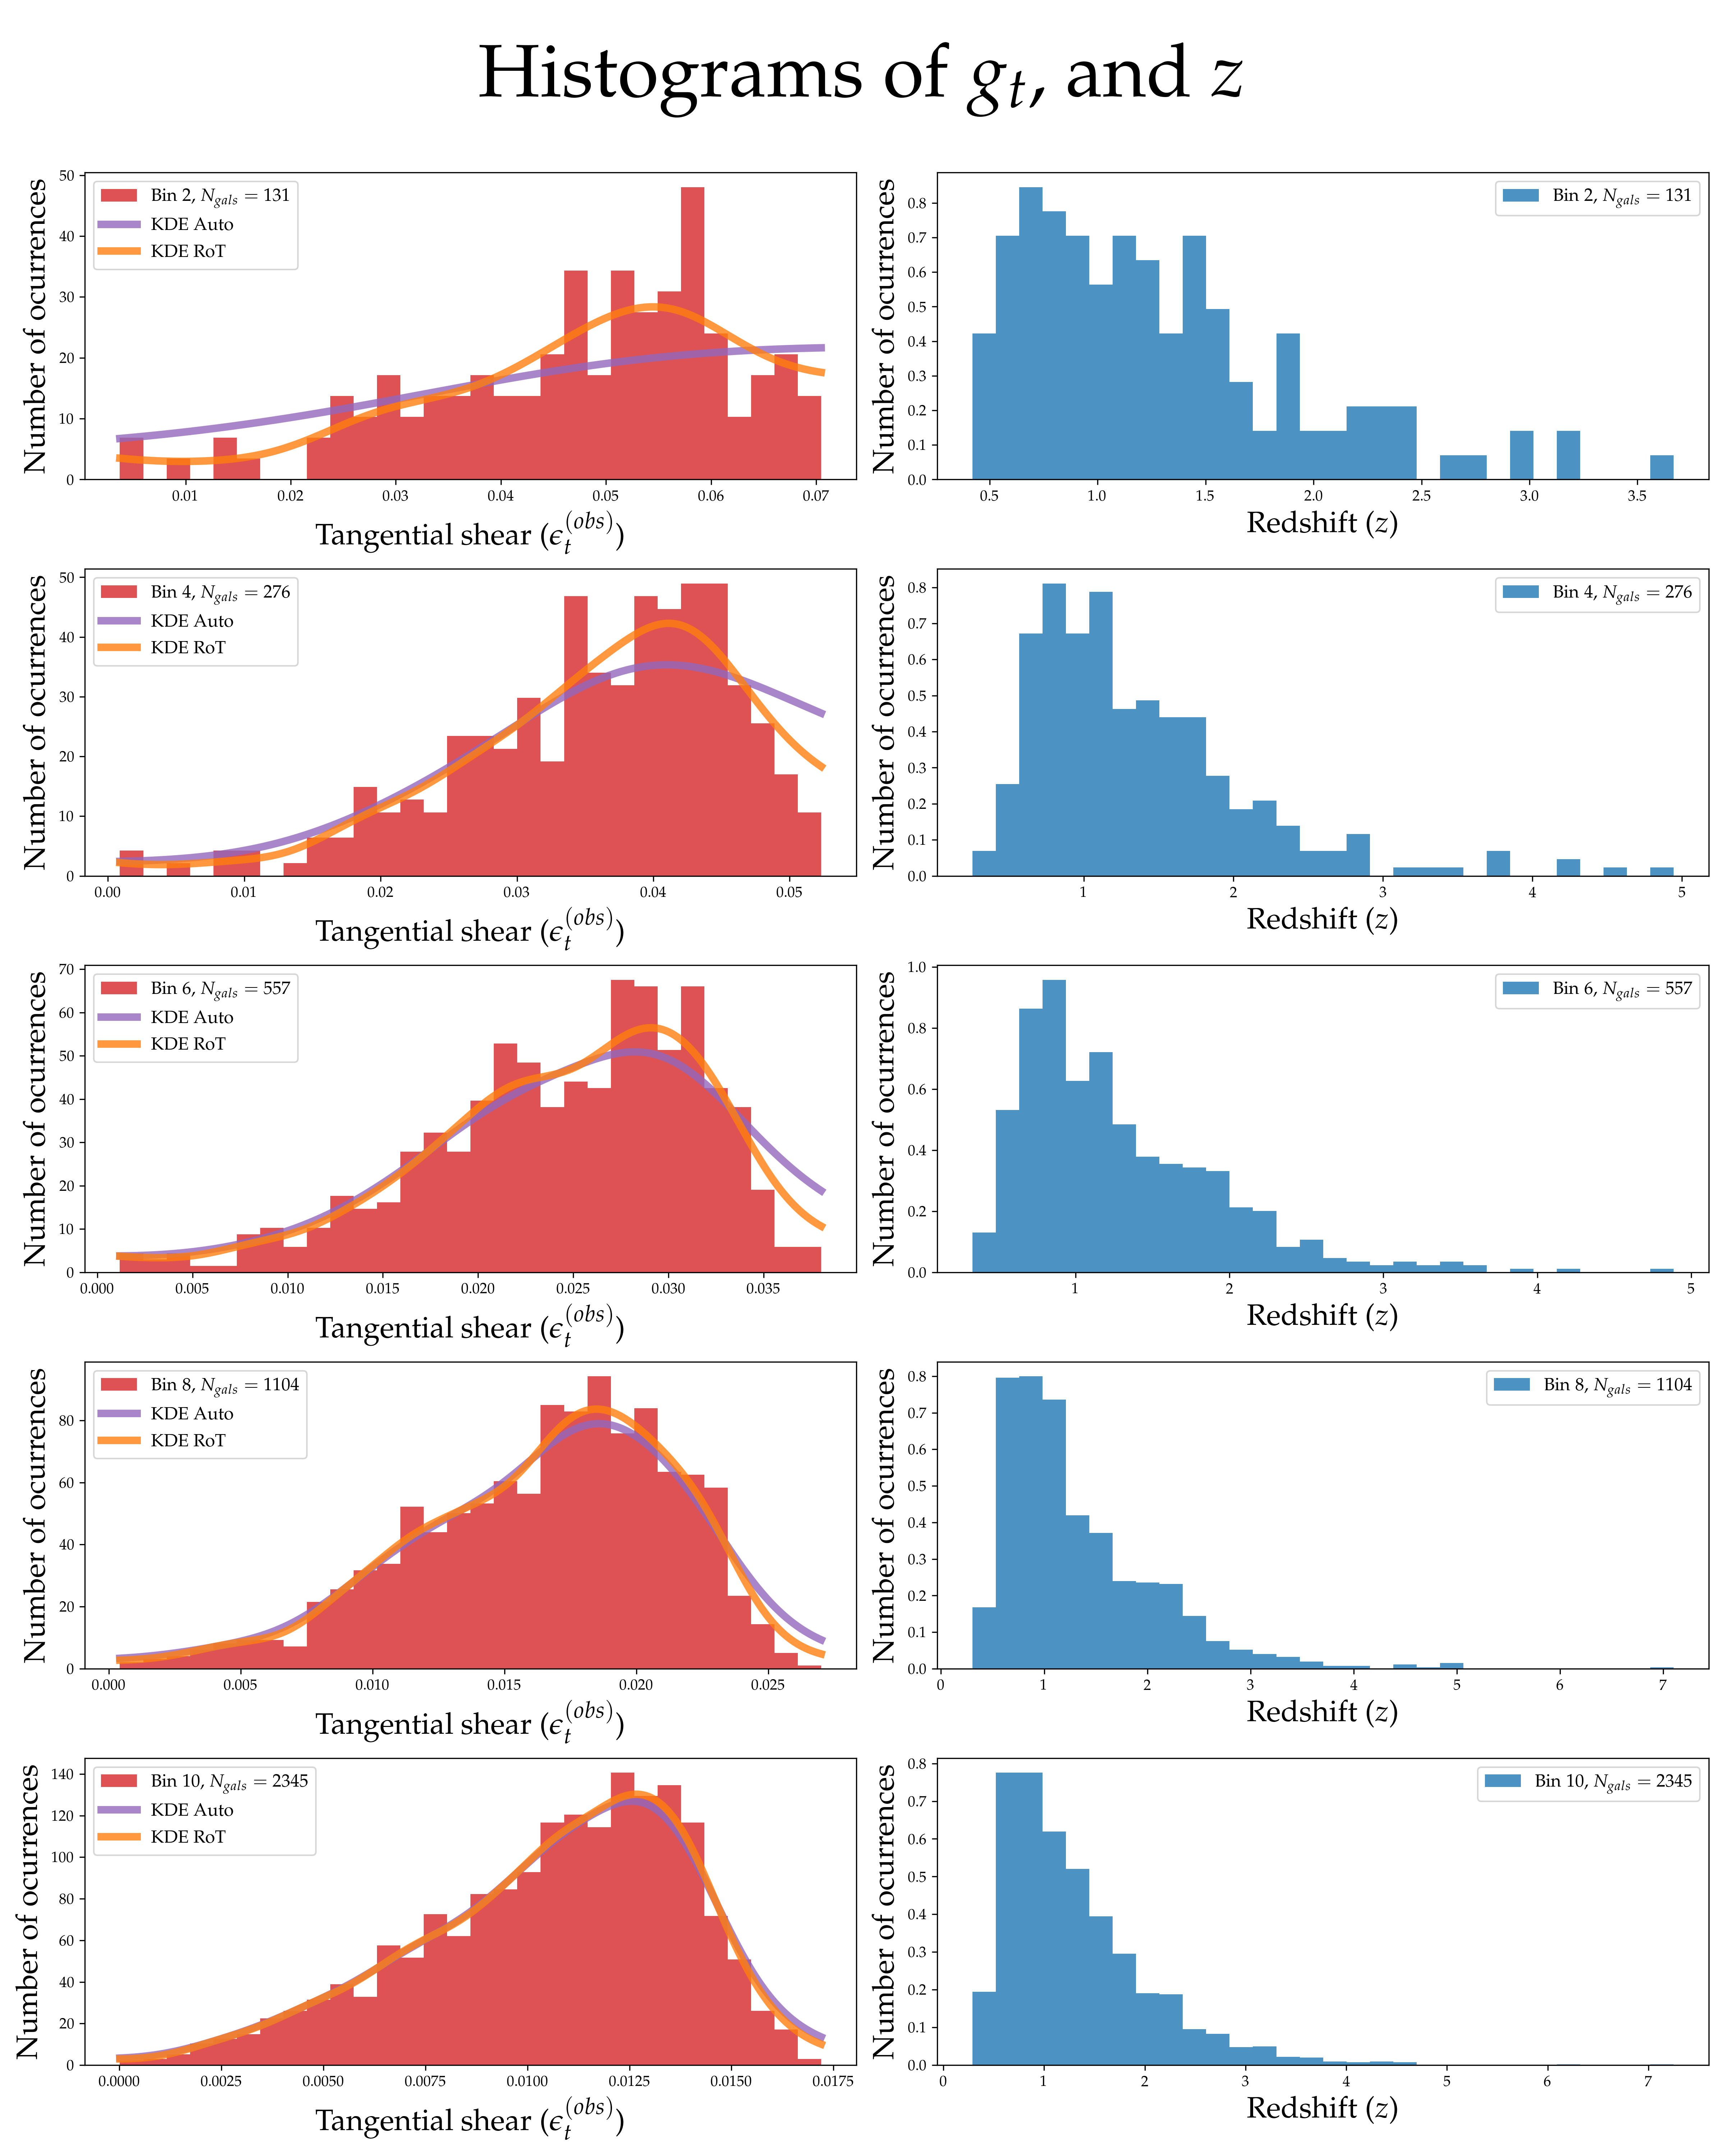 Histograms of g_t, and z
Number of ocurrences
50
40
30
20
10
0
Bin 2, N_gals = 131
KDE Auto
KDE RoT
0.01 0.02 0.03 0.04 0.05 0.06 0.07
Tangential shear (ϵ_t^(obs))
Number of ocurrences
0.8
0.7
0.6
0.5
0.4
0.3
0.2
0.1
0.0
Bin 2, N_gals = 131
0.5 1.0 1.5 2.0 2.5 3.0 3.5
Redshift (z)
Number of ocurrences
50
40
30
20
10
0
Bin 4, N_gals = 276
KDE Auto
KDE RoT
0.00 0.01 0.02 0.03 0.04 0.05
Tangential shear (ϵ_t^(obs))
Number of ocurrences
0.8
0.7
0.6
0.5
0.4
0.3
0.2
0.1
0.0
Bin 4, N_gals = 276
1 2 3 4 5
Redshift (z)
Number of ocurrences
70
60
50
40
30
20
10
0
Bin 6, N_gals = 557
KDE Auto
KDE RoT
0.000 0.005 0.010 0.015 0.020 0.025 0.030 0.035
Tangential shear (ϵ_t^(obs))
Number of ocurrences
1.0
0.8
0.6
0.4
0.2
0.0
Bin 6, N_gals = 557
1 2 3 4 5
Redshift (z)
Number of ocurrences
80
60
40
20
0
Bin 8, N_gals = 1104
KDE Auto
KDE RoT
0.000 0.005 0.010 0.015 0.020 0.025
Tangential shear (ϵ_t^(obs))
Number of ocurrences
0.8
0.7
0.6
0.5
0.4
0.3
0.2
0.1
0.0
Bin 8, N_gals = 1104
0 1 2 3 4 5 6 7
Redshift (z)
Number of ocurrences
140
120
100
80
60
40
20
0
Bin 10, N_gals = 2345
KDE Auto
KDE RoT
0.0000 0.0025 0.0050 0.0075 0.0100 0.0125 0.0150 0.0175
Tangential shear (ϵ_t^(obs))
Number of ocurrences
0.8
0.7
0.6
0.5
0.4
0.3
0.2
0.1
0.0
Bin 10, N_gals = 2345
0 1 2 3 4 5 6 7
Redshift (z)